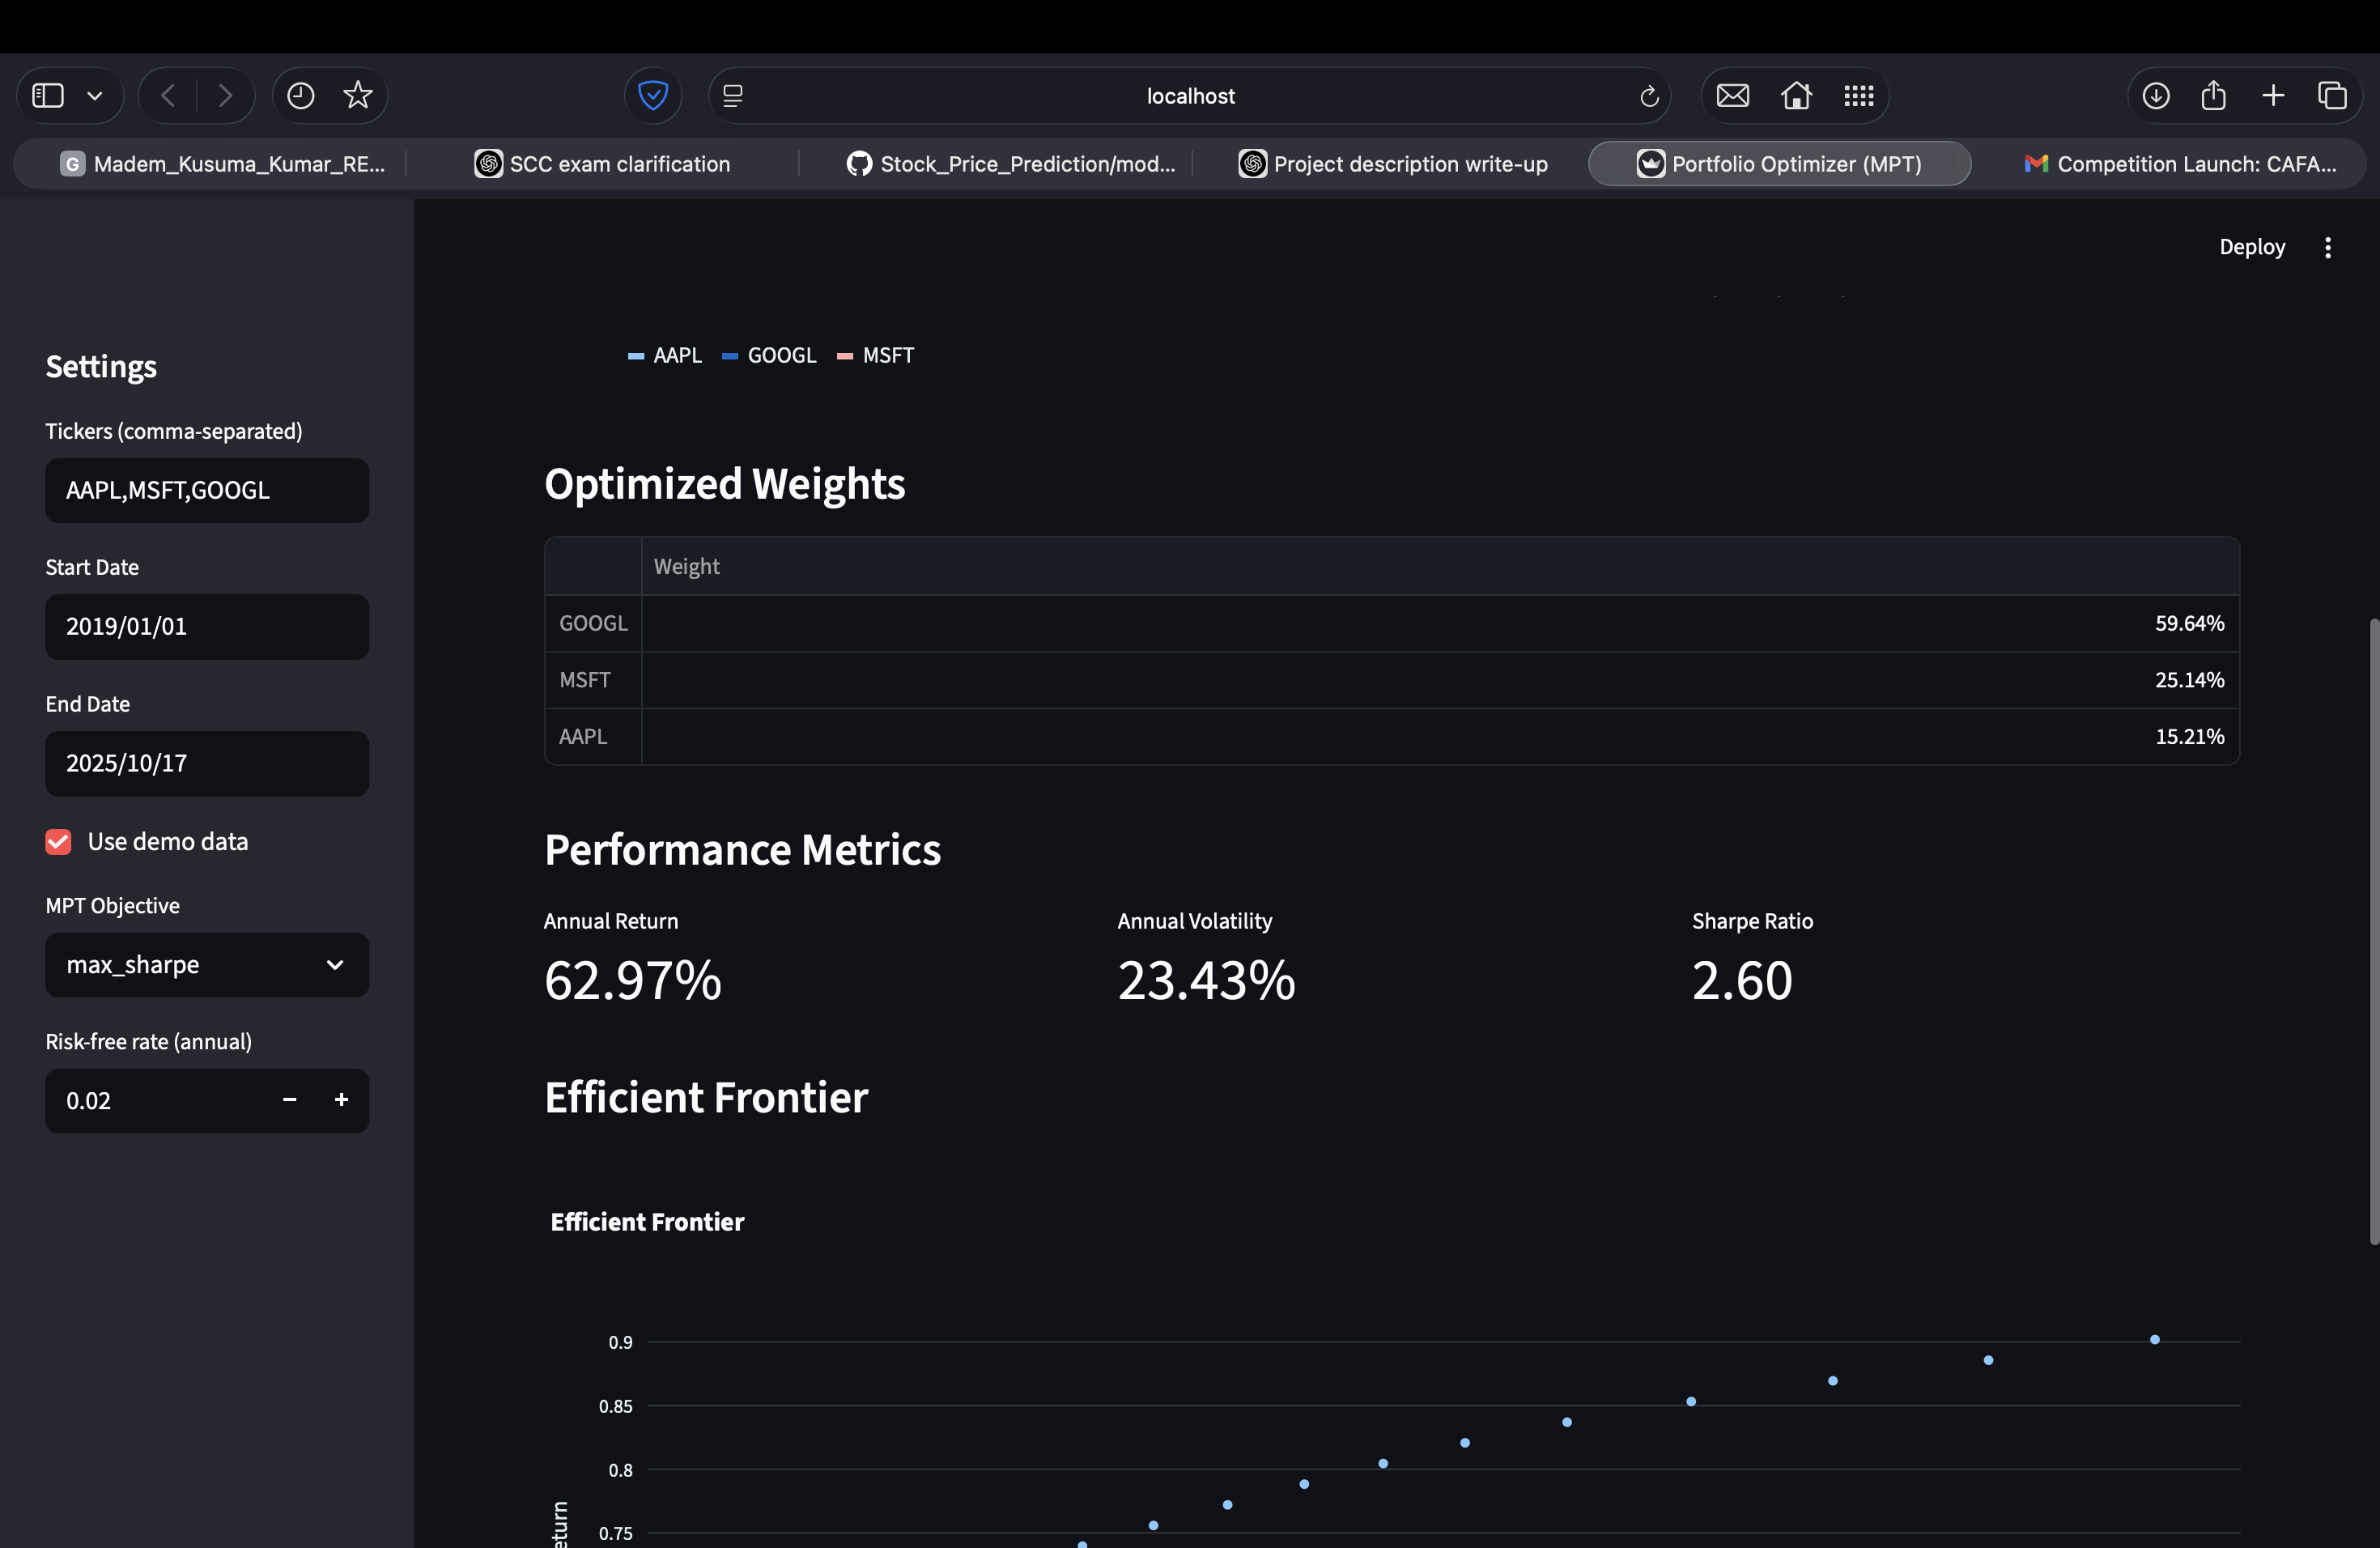 localhost
G Madem_Kusuma_Kumar_RE...
SCC exam clarification
Stock_Price_Prediction/mod...
Project description write-up
Portfolio Optimizer (MPT)
Competition Launch: CAFA...
Deploy
Settings
Tickers (comma-separated)
AAPL,MSFT,GOOGL
Start Date
2019/01/01
End Date
2025/10/17
Use demo data
MPT Objective
max_sharpe
Risk-free rate (annual)
0.02
AAPL GOOGL MSFT
Optimized Weights
Weight
GOOGL 59.64%
MSFT 25.14%
AAPL 15.21%
Performance Metrics
Annual Return Annual Volatility Sharpe Ratio
62.97% 23.43% 2.60
Efficient Frontier
Efficient Frontier
0.9
0.85
0.8
0.75